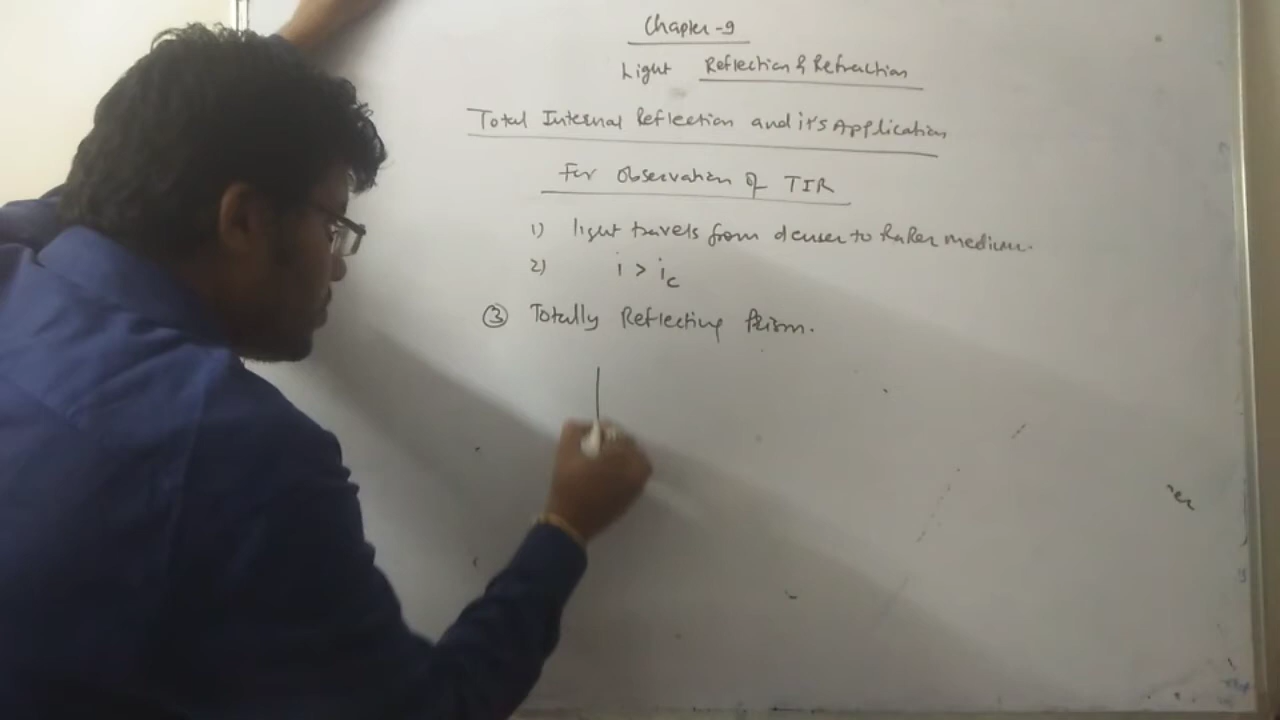 Chapter -9
Light Reflection & Refraction
Total Internal Reflection and it's Application
For Observation of TIR
1) light travels from denser to Rarer medium.
2) i > ic
③ Totally Reflecting Prism.